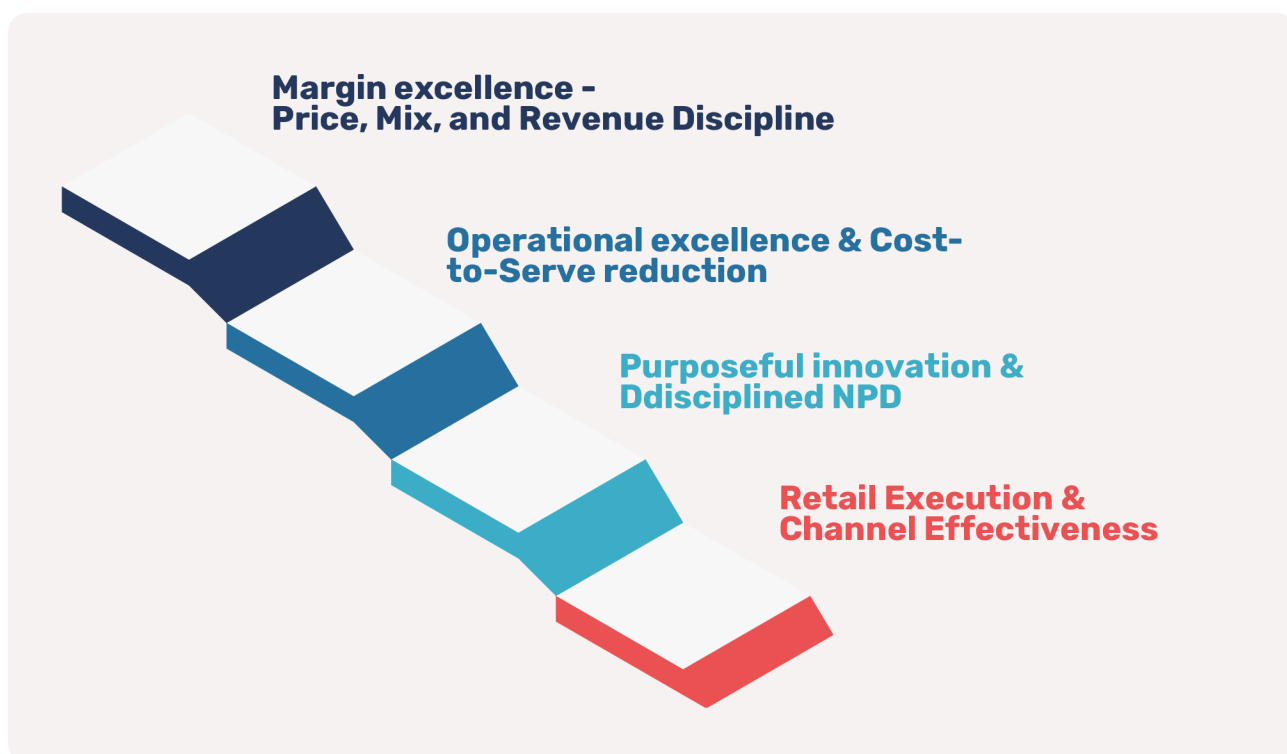 Margin excellence -
Price, Mix, and Revenue Discipline
Operational excellence & Cost-
to-Serve reduction
Purposeful innovation &
Ddisciplined NPD
Retail Execution &
Channel Effectiveness